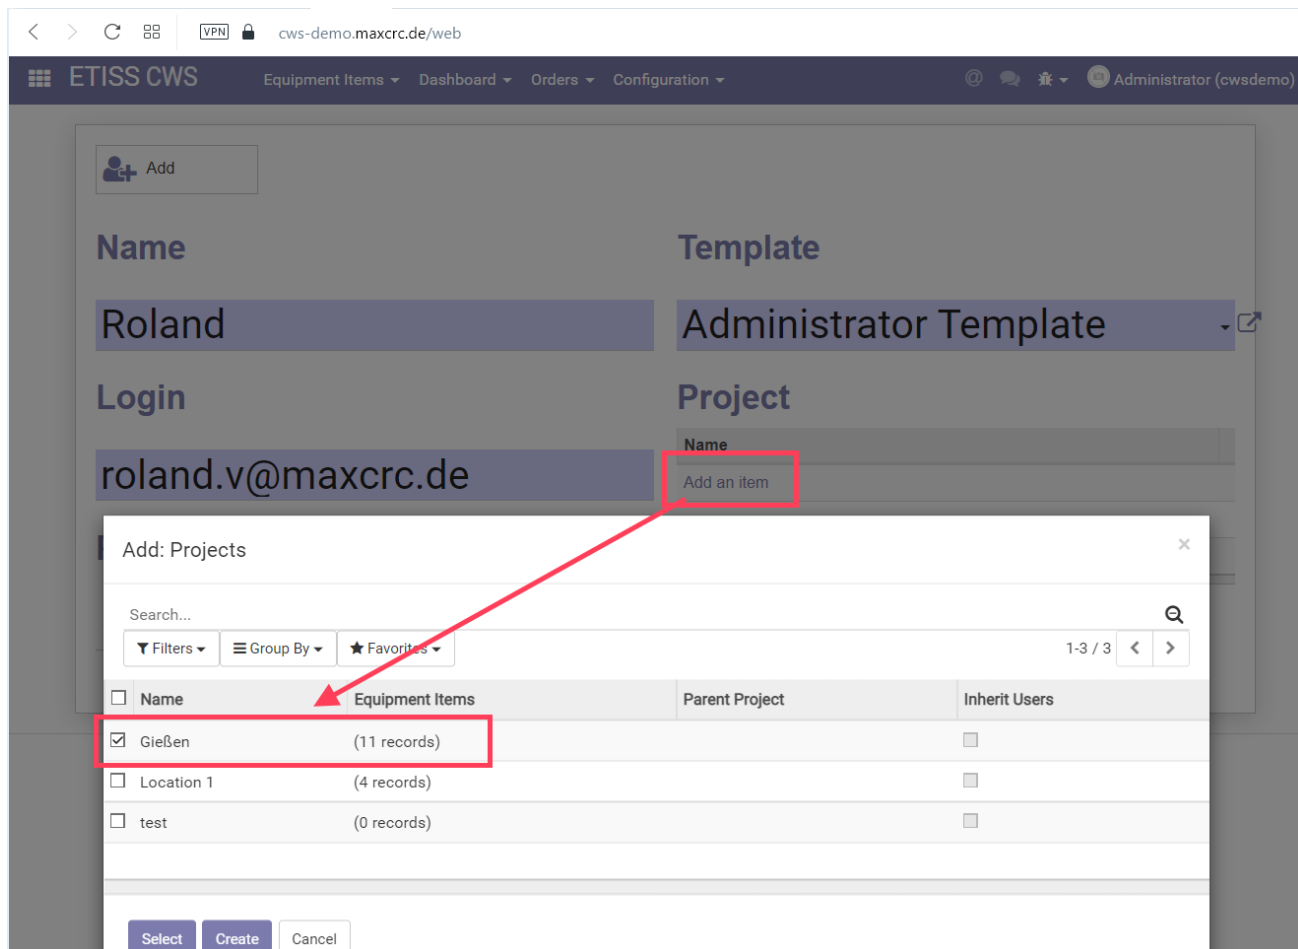 VPN cws-demo.maxcrc.de/web
ETISS CWS Equipment Items Dashboard Orders Configuration @ Administrator (cwsdemo)
Add
Name Template
Roland Administrator Template
Login Project
Name
roland.v@maxcrc.de Add an item
Add: Projects ×
Search...
Filters Group By Favorites 1-3 / 3
Name Equipment Items Parent Project Inherit Users
Gießen (11 records)
Location 1 (4 records)
test (0 records)
Select Create Cancel